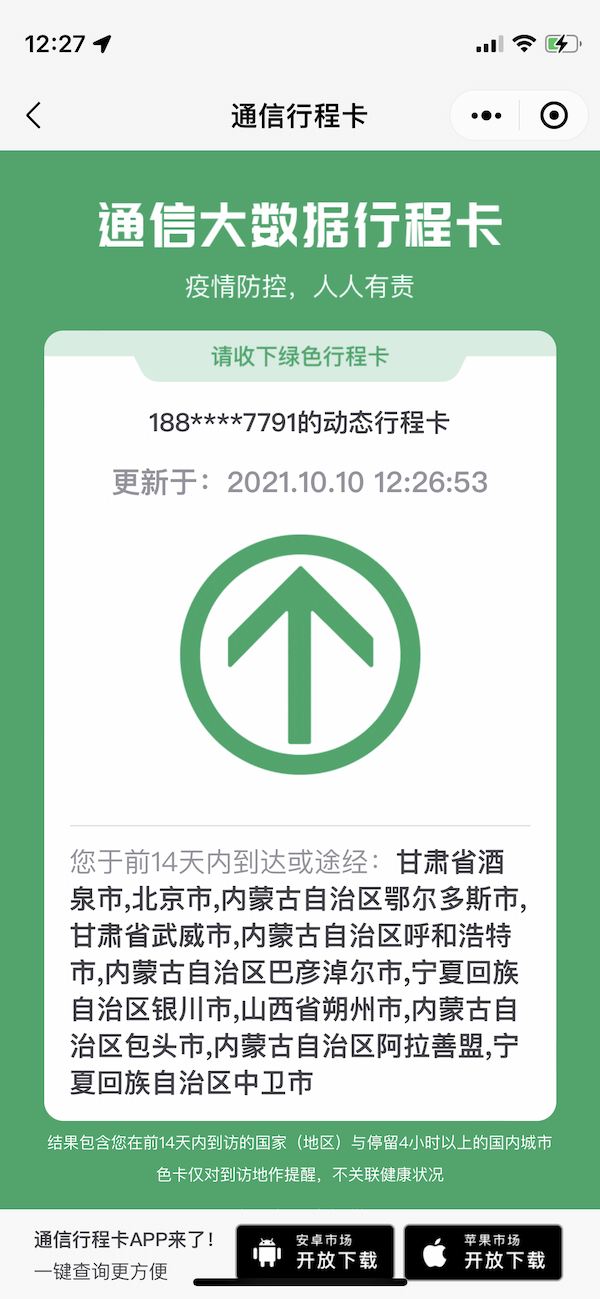 12:27
通信行程卡
通信大数据行程卡
疫情防控，人人有责
请收下绿色行程卡
188****7791的动态行程卡
更新于：2021.10.10 12:26:53
您于前14天内到达或途经：甘肃省酒
泉市,北京市,内蒙古自治区鄂尔多斯市,
甘肃省武威市,内蒙古自治区呼和浩特
市,内蒙古自治区巴彦淖尔市,宁夏回族
自治区银川市,山西省朔州市,内蒙古自
治区包头市,内蒙古自治区阿拉善盟,宁
夏回族自治区中卫市
结果包含您在前14天内到访的国家（地区）与停留4小时以上的国内城市
色卡仅对到访地作提醒，不关联健康状况
通信行程卡APP来了！
一键查询更方便
安卓市场
开放下载
苹果市场
开放下载